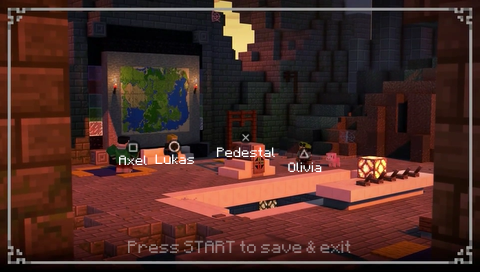 Axel
Lukas
Pedestal
Olivia
Press START to save & exit